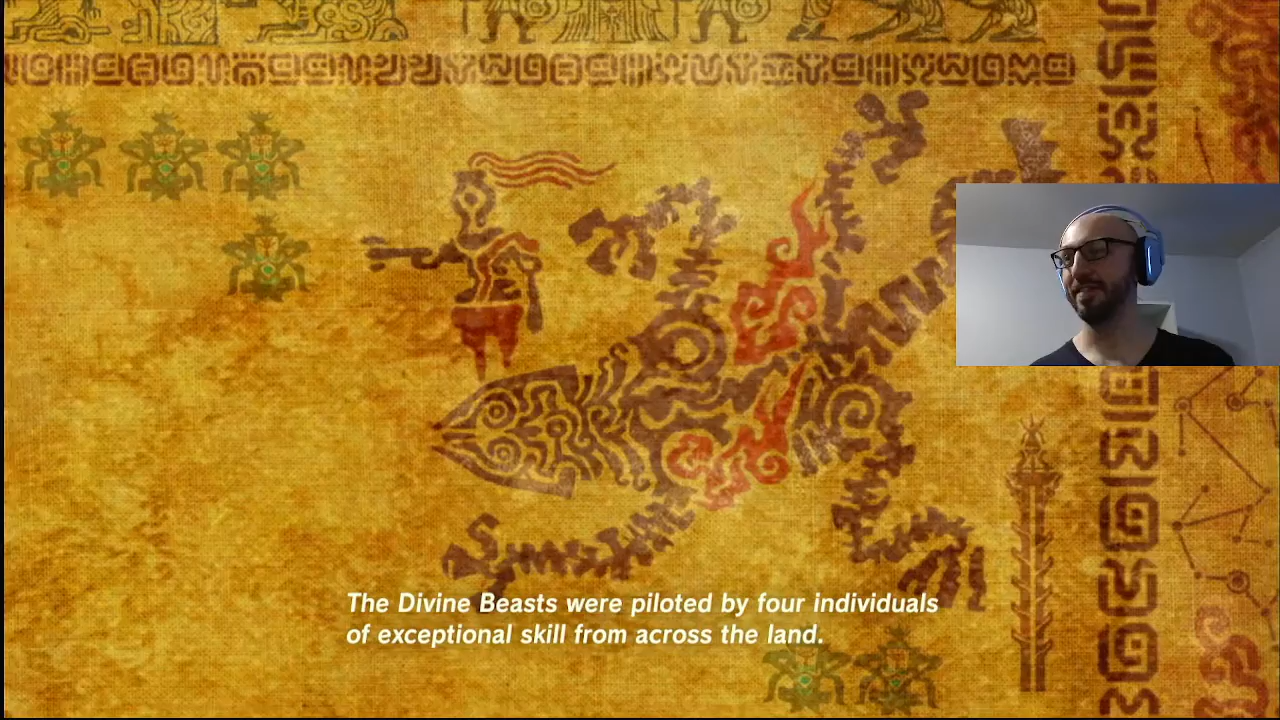 The Divine Beasts were piloted by four individuals
of exceptional skill from across the land.